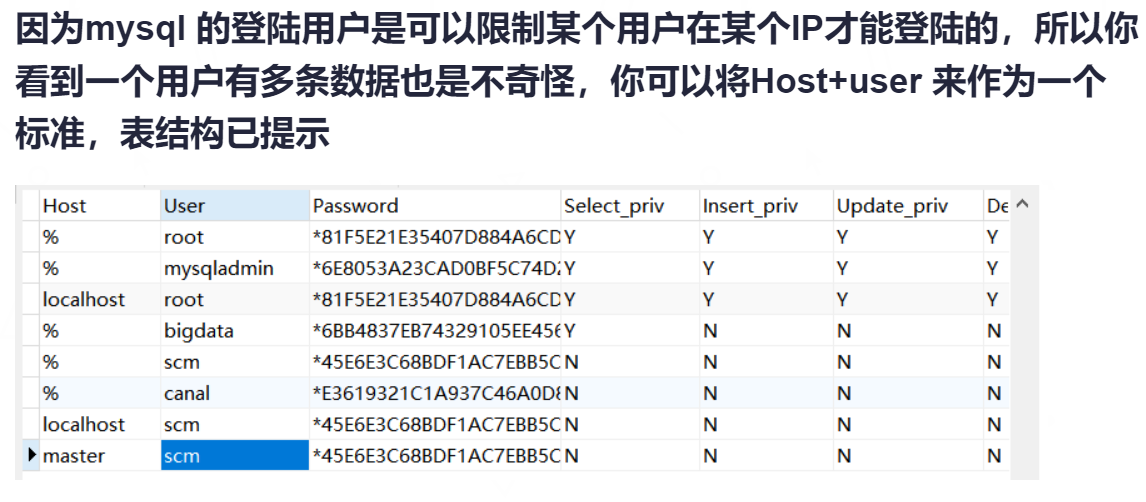 因为mysql 的登陆用户是可以限制某个用户在某个IP才能登陆的，所以你
看到一个用户有多条数据也是不奇怪，你可以将Host+user 来作为一个
标准，表结构已提示
Host User Password Select_priv Insert_priv Update_priv De
% root *81F5E21E35407D884A6CD Y Y Y Y
% mysqladmin *6E8053A23CAD0BF5C74D2 Y Y Y Y
localhost root *81F5E21E35407D884A6CD Y Y Y Y
% bigdata *6BB4837EB74329105EE456 Y N N N
% scm *45E6E3C68BDF1AC7EBB5C N N N N
% canal *E3619321C1A937C46A0D8 N N N N
localhost scm *45E6E3C68BDF1AC7EBB5C N N N N
master scm *45E6E3C68BDF1AC7EBB5C N N N N